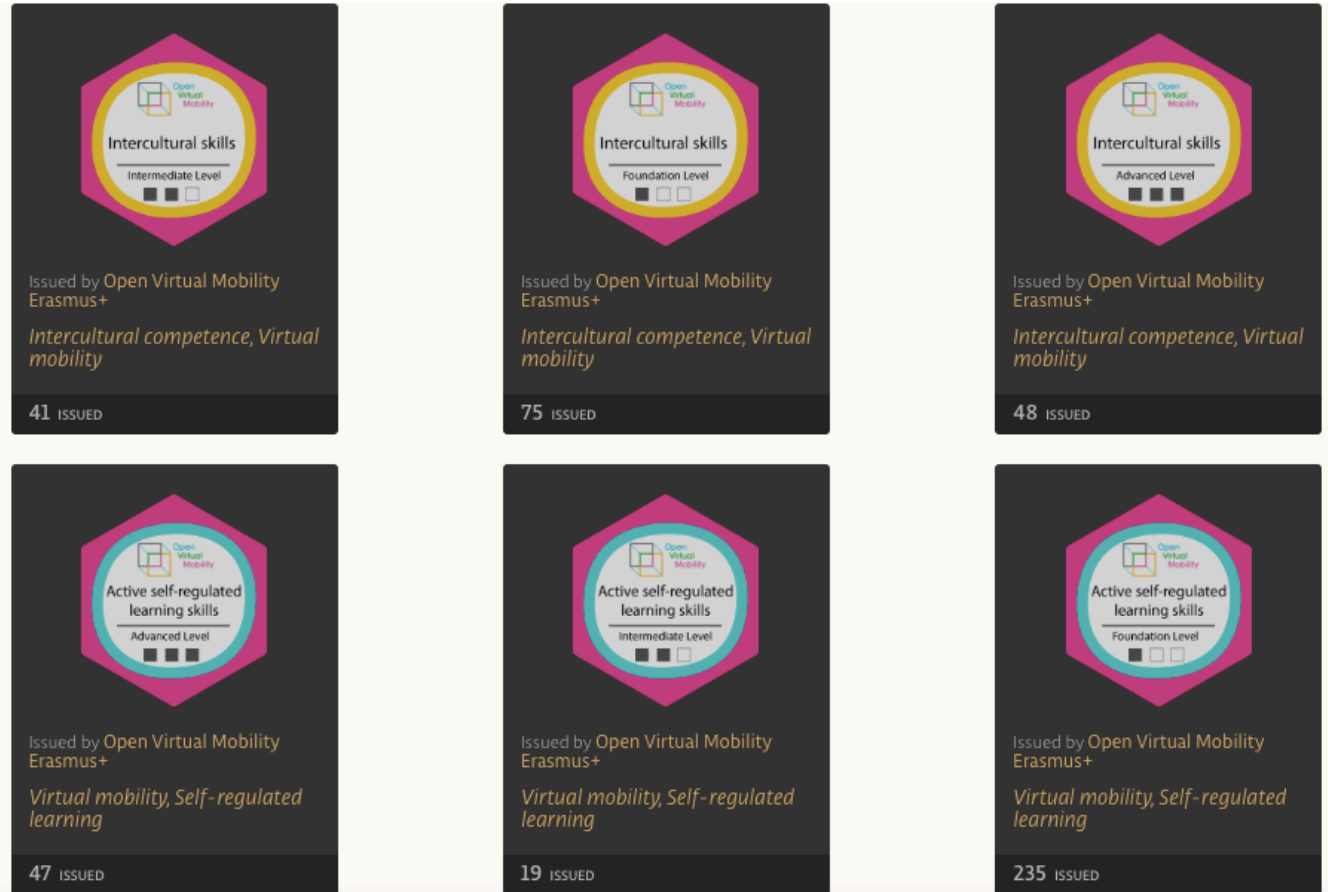 Open
Virtual
Mobility
Intercultural skills
Intermediate Level
Issued by Open Virtual Mobility
Erasmus+
Intercultural competence, Virtual
mobility
41 ISSUED
Open
Virtual
Mobility
Intercultural skills
Foundation Level
Issued by Open Virtual Mobility
Erasmus+
Intercultural competence, Virtual
mobility
75 ISSUED
Open
Virtual
Mobility
Intercultural skills
Advanced Level
Issued by Open Virtual Mobility
Erasmus+
Intercultural competence, Virtual
mobility
48 ISSUED
Open
Virtual
Mobility
Active self-regulated
learning skills
Advanced Level
Issued by Open Virtual Mobility
Erasmus+
Virtual mobility, Self-regulated
learning
47 ISSUED
Open
Virtual
Mobility
Active self-regulated
learning skills
Intermediate Level
Issued by Open Virtual Mobility
Erasmus+
Virtual mobility, Self-regulated
learning
19 ISSUED
Open
Virtual
Mobility
Active self-regulated
learning skills
Foundation Level
Issued by Open Virtual Mobility
Erasmus+
Virtual mobility, Self-regulated
learning
235 ISSUED